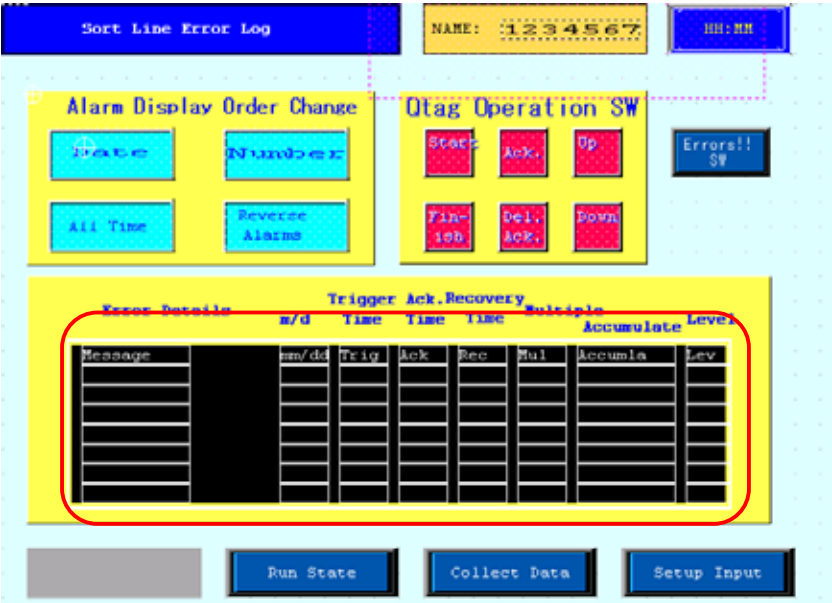 Sort Line Error Log
NAME: 1234567
HH:MM
Alarm Display Order Change
Qtag Operation SW
Date
Number
Start
Ack.
Up
Errors!!
SW
All Time
Reverse
Alarms
Fin-
ish
Del.
Ack.
Down
Error Details
m/d
Trigger
Time
Ack.
Time
Recovery
Time
Multiple
Accumulate
Level
Message
mm/dd
Trig
Ack
Rec
Mul
Accumla
Lev
Run State
Collect Data
Setup Input